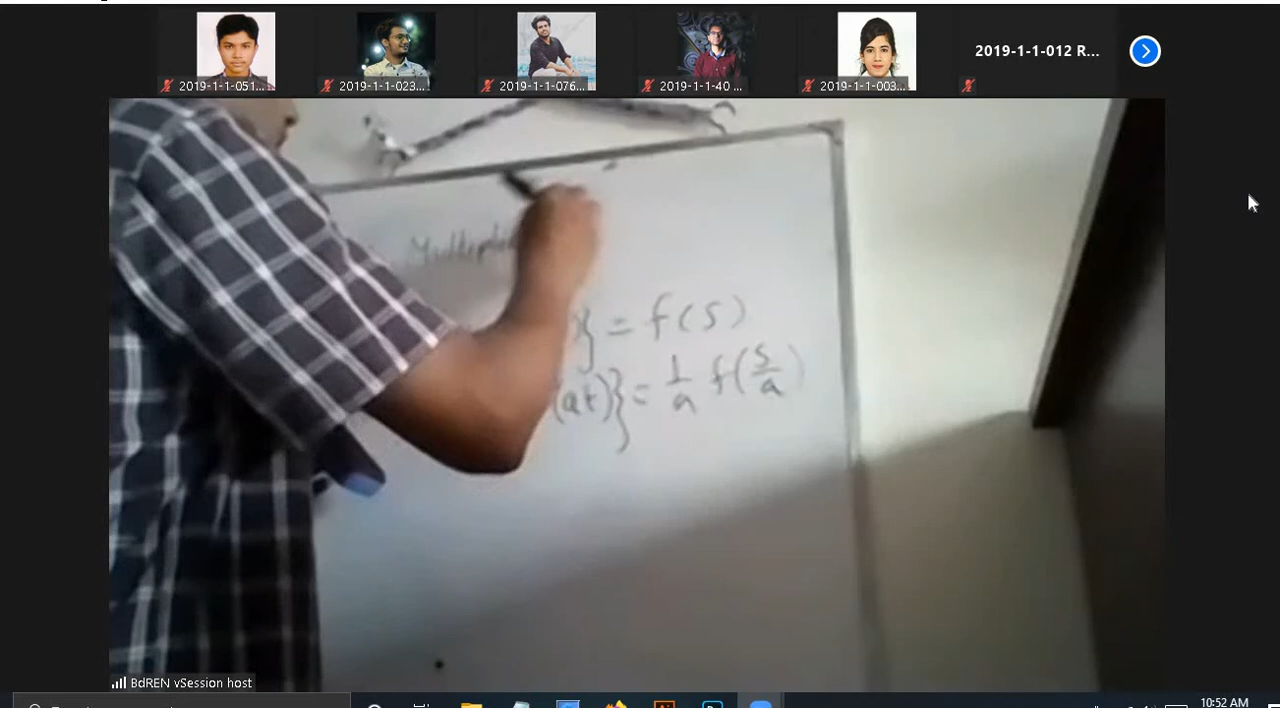 2019-1-1-051... 2019-1-1-023... 2019-1-1-076... 2019-1-1-40 ... 2019-1-1-003... 2019-1-1-012 R...
} = f(s)
(at)} = 1/a f(s/a)
BdREN vSession host
10:52 AM